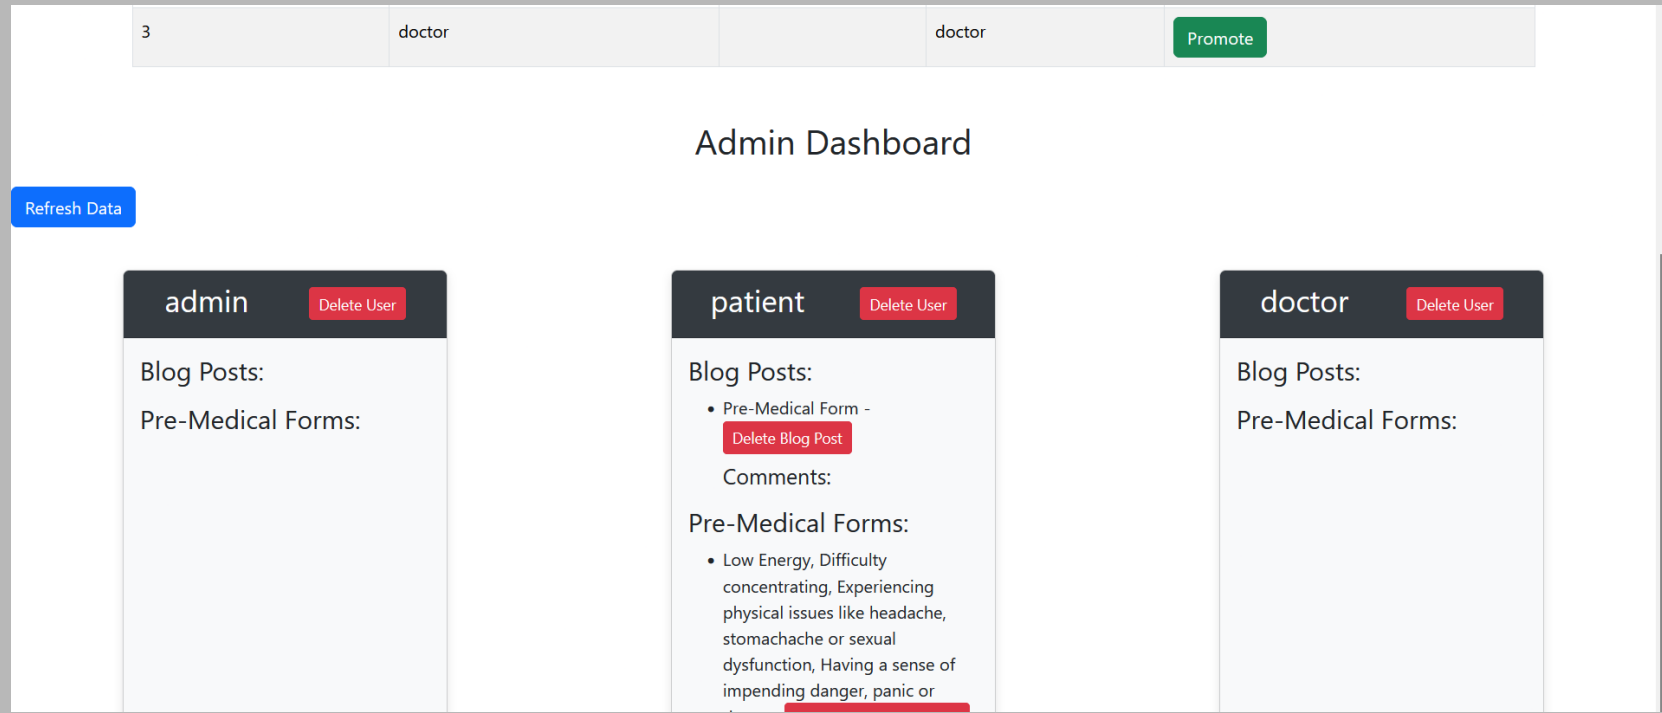 3 doctor doctor Promote
Admin Dashboard
Refresh Data
admin Delete User
Blog Posts:
Pre-Medical Forms:
patient Delete User
Blog Posts:
• Pre-Medical Form -
Delete Blog Post
Comments:
Pre-Medical Forms:
• Low Energy, Difficulty
concentrating, Experiencing
physical issues like headache,
stomachache or sexual
dysfunction, Having a sense of
impending danger, panic or
doctor Delete User
Blog Posts:
Pre-Medical Forms: